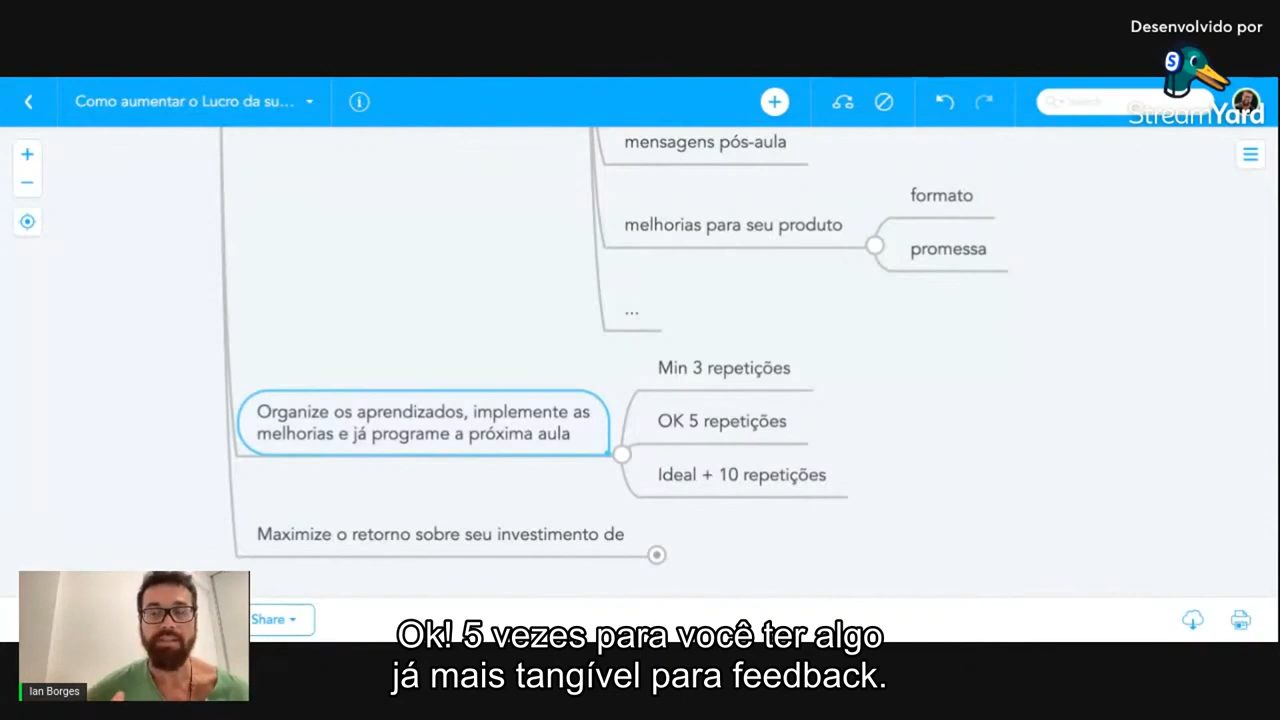 Desenvolvido por
S
StreamYard
Como aumentar o Lucro da su...
Search
mensagens pós-aula
formato
melhorias para seu produto
promessa
...
Min 3 repetições
Organize os aprendizados, implemente as
melhorias e já programe a próxima aula
OK 5 repetições
Ideal + 10 repetições
Maximize o retorno sobre seu investimento de
Share
Ok! 5 vezes para você ter algo
já mais tangível para feedback.
Ian Borges